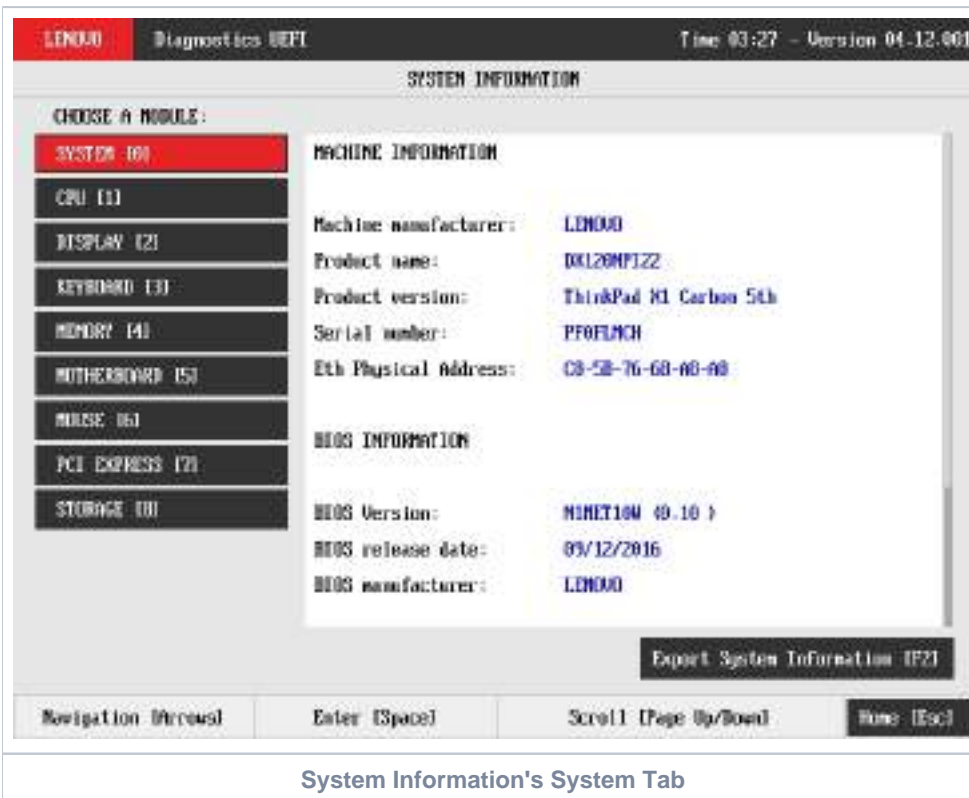 LENOVO Diagnostics UEFI Time 03:27 - Version 04.12.001
SYSTEM INFORMATION
CHOOSE A MODULE:
SYSTEM [0]
CPU [1]
DISPLAY [2]
KEYBOARD [3]
MEMORY [4]
MOTHERBOARD [5]
MOUSE [6]
PCI EXPRESS [7]
STORAGE [8]
MACHINE INFORMATION
Machine manufacturer: LENOVO
Product name:
Product version: ThinkPad X1 Carbon 5th
Serial number:
Eth Physical Address:
BIOS INFORMATION
BIOS Version: N1MET10W (0.10 )
BIOS release date: 09/12/2016
BIOS manufacturer: LENOVO
Export System Information [F2]
Navigation [Arrows] Enter [Space] Scroll [Page Up/Down] Home [Esc]
System Information's System Tab